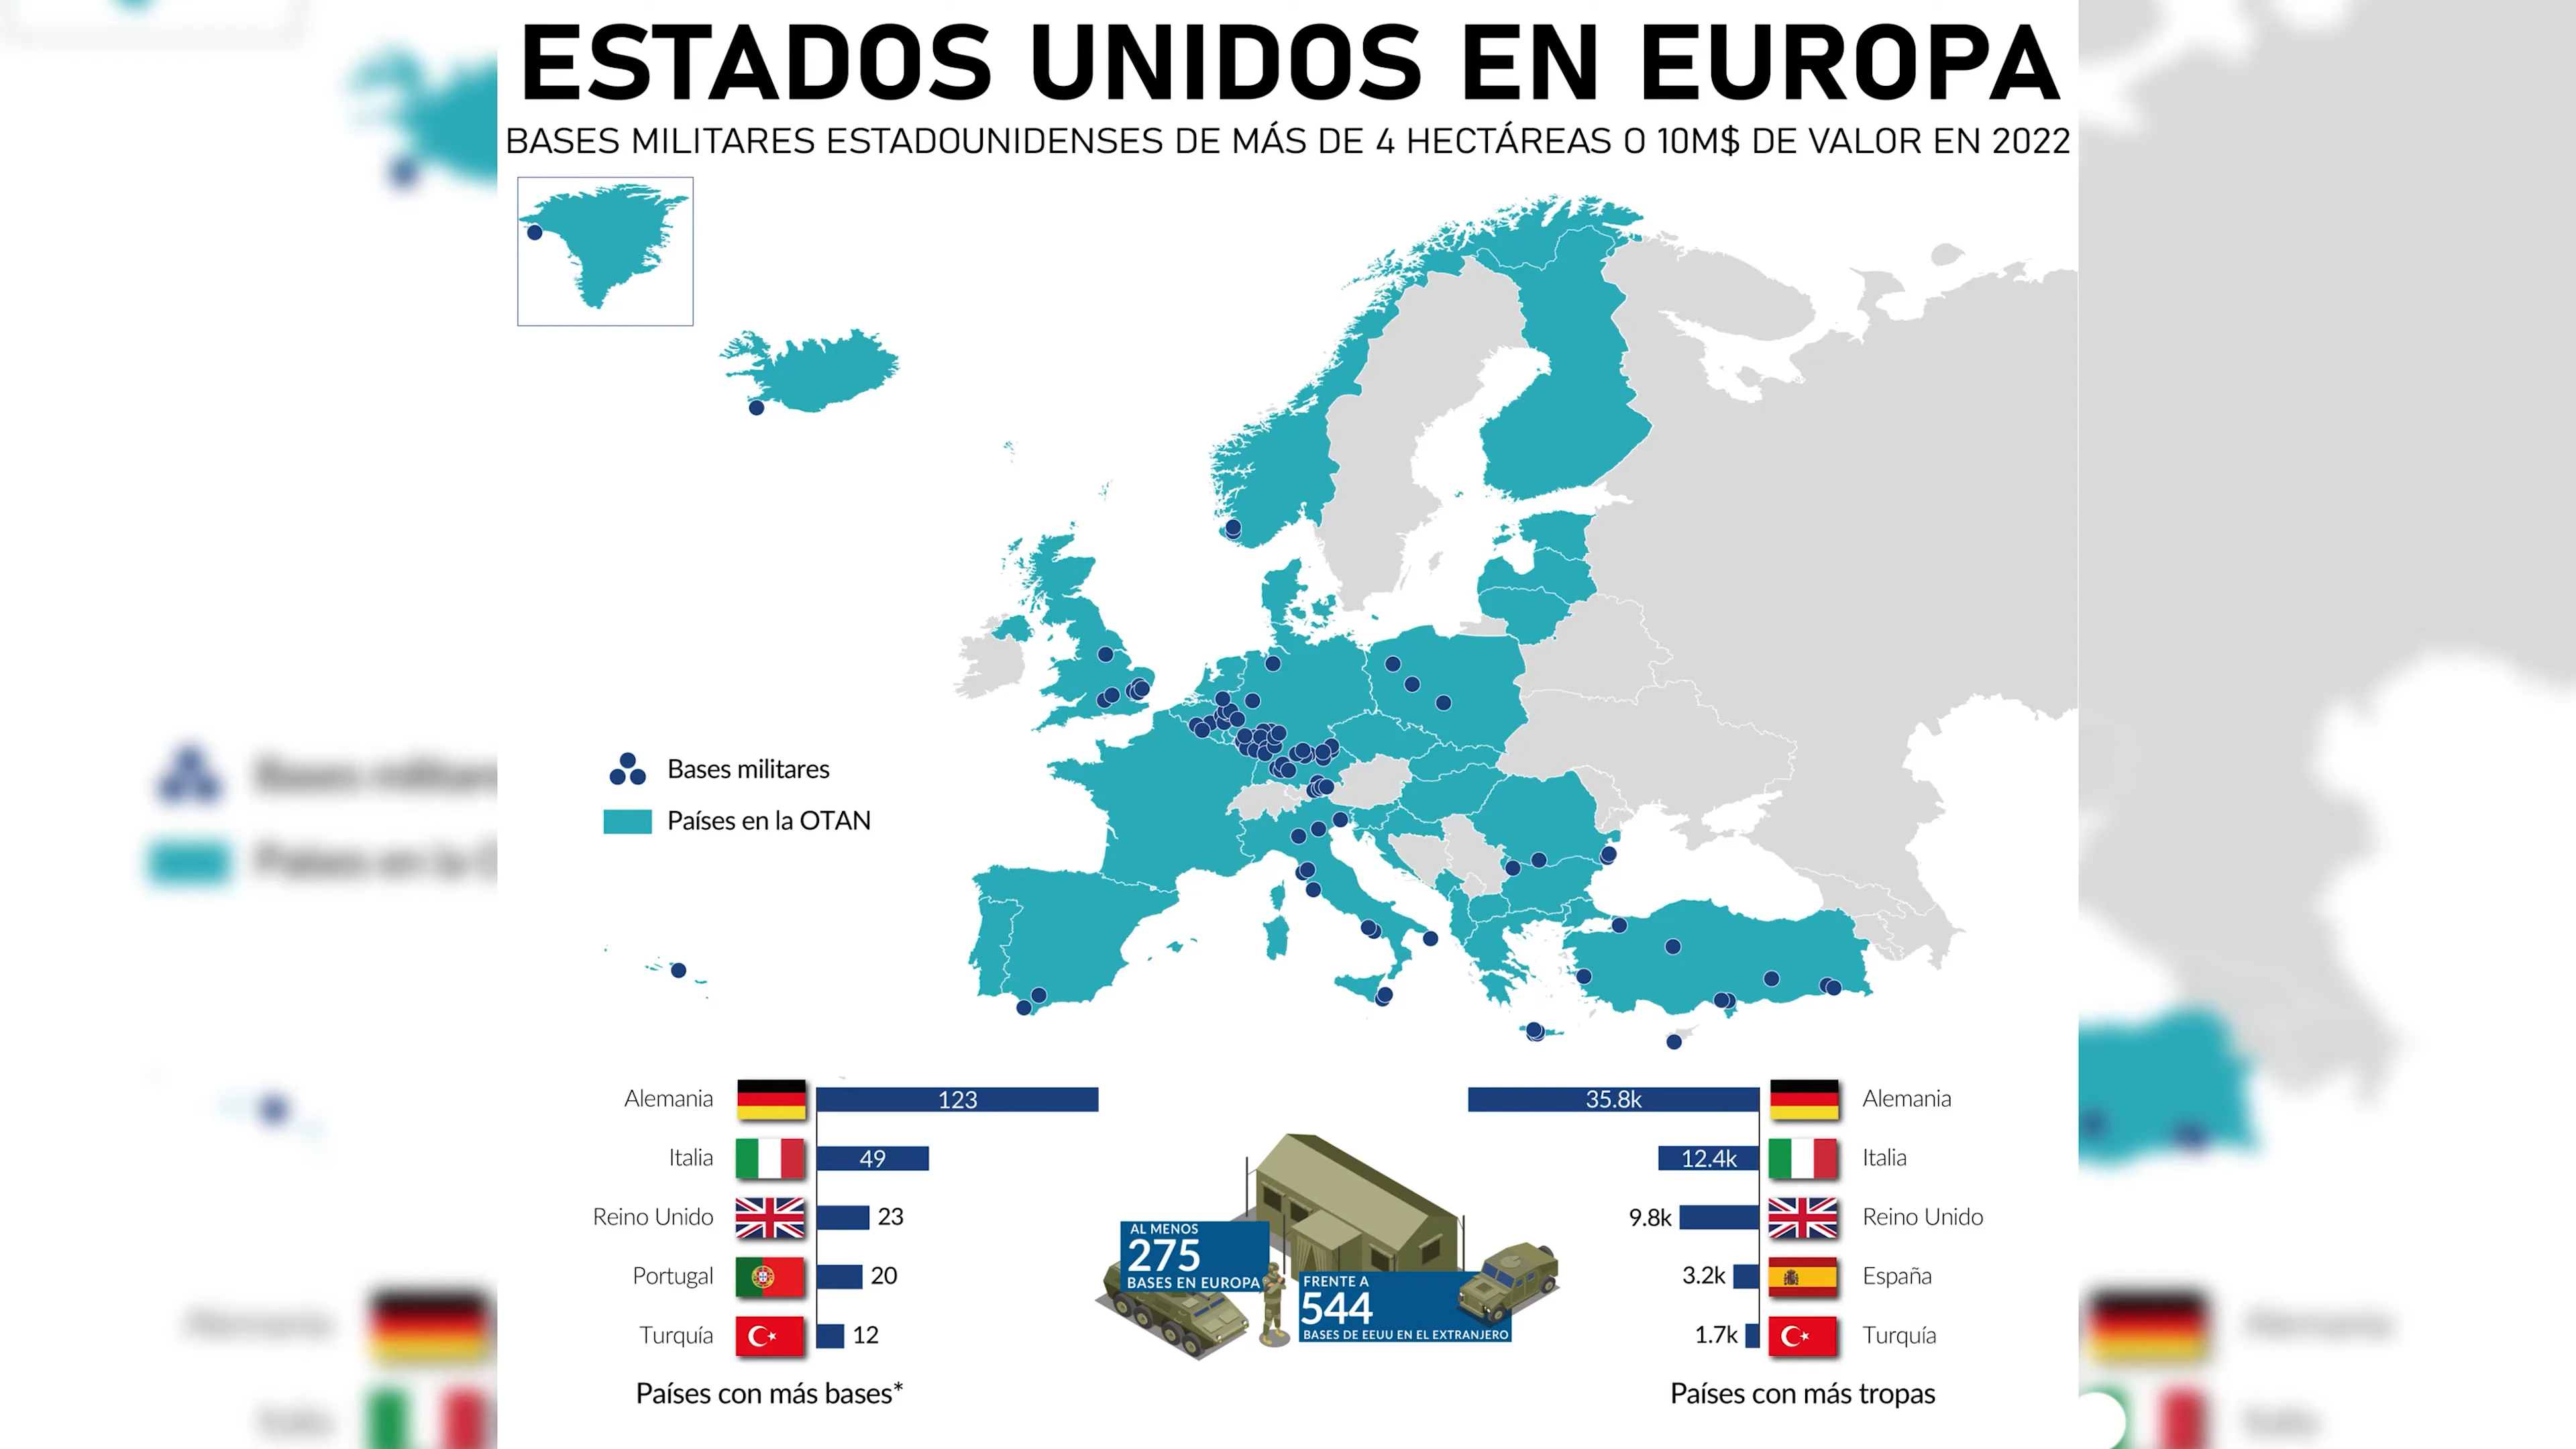 ESTADOS UNIDOS EN EUROPA
BASES MILITARES ESTADOUNIDENSES DE MÁS DE 4 HECTÁREAS O 10M$ DE VALOR EN 2022
Bases militares
Países en la OTAN
Alemania 123
Italia 49
Reino Unido 23
Portugal 20
Turquía 12
Países con más bases*
AL MENOS
275
BASES EN EUROPA
FRENTE A
544
BASES DE EEUU EN EL EXTRANJERO
35.8k Alemania
12.4k Italia
9.8k Reino Unido
3.2k España
1.7k Turquía
Países con más tropas